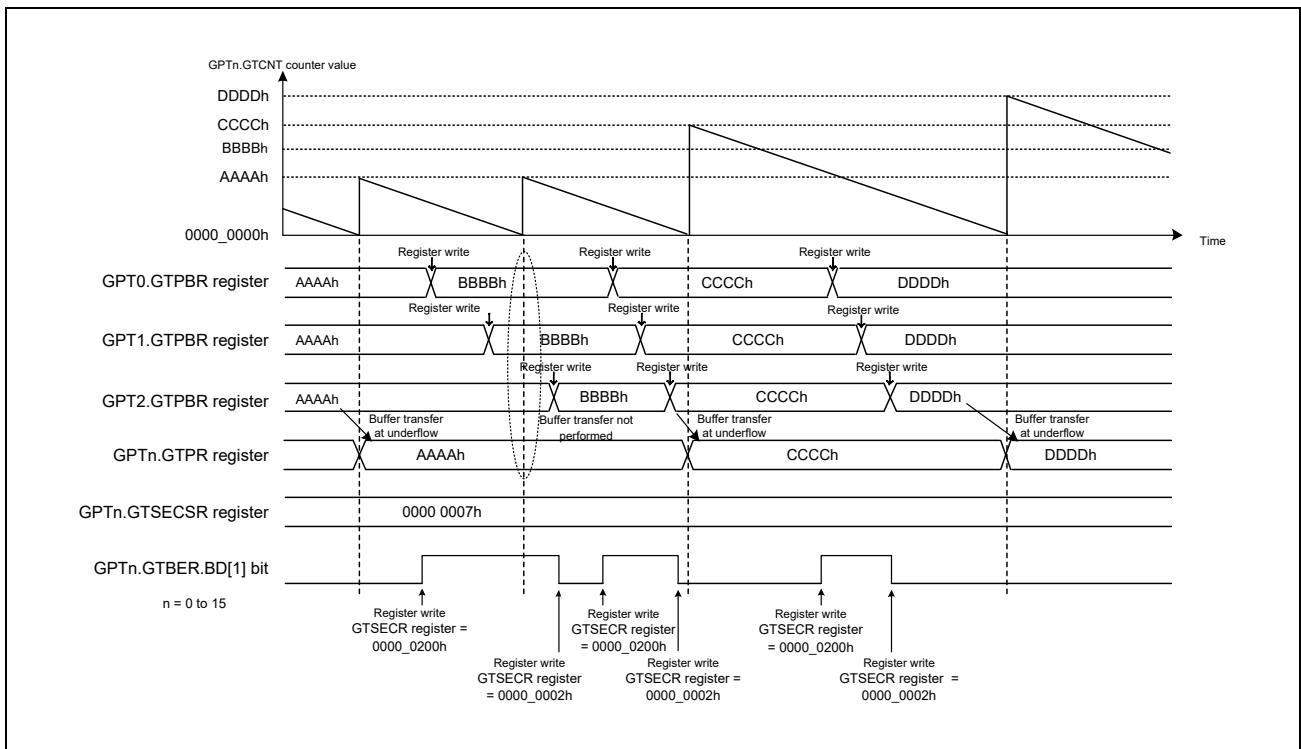 GPTn.GTCNT counter value
DDDDh
CCCCh
BBBBh
AAAAh
0000_0000h
Time
Register write
Register write
Register write
GPT0.GTPBR register
AAAAh
BBBBh
CCCCh
DDDDh
Register write
Register write
Register write
GPT1.GTPBR register
AAAAh
BBBBh
CCCCh
DDDDh
Register write
Register write
Register write
GPT2.GTPBR register
AAAAh
BBBBh
CCCCh
DDDDh
Buffer transfer
at underflow
Buffer transfer not
performed
Buffer transfer
at underflow
Buffer transfer
at underflow
GPTn.GTPR register
AAAAh
CCCCh
DDDDh
GPTn.GTSECSR register
0000 0007h
GPTn.GTBER.BD[1] bit
n = 0 to 15
Register write
GTSECR register =
0000_0200h
Register write
GTSECR register
= 0000_0200h
Register write
GTSECR register
= 0000_0200h
Register write
GTSECR register
= 0000_0002h
Register write
GTSECR register =
0000_0002h
Register write
GTSECR register =
0000_0002h